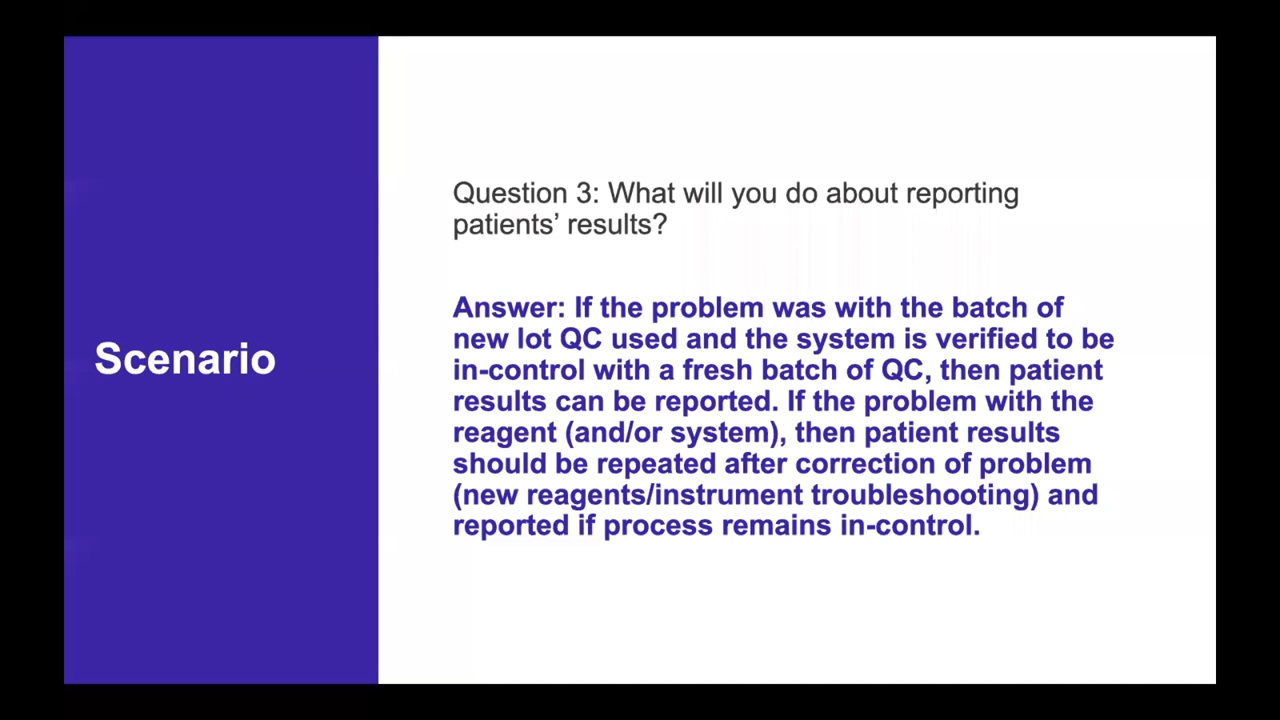 Scenario
Question 3: What will you do about reporting
patients’ results?
Answer: If the problem was with the batch of
new lot QC used and the system is verified to be
in-control with a fresh batch of QC, then patient
results can be reported. If the problem with the
reagent (and/or system), then patient results
should be repeated after correction of problem
(new reagents/instrument troubleshooting) and
reported if process remains in-control.